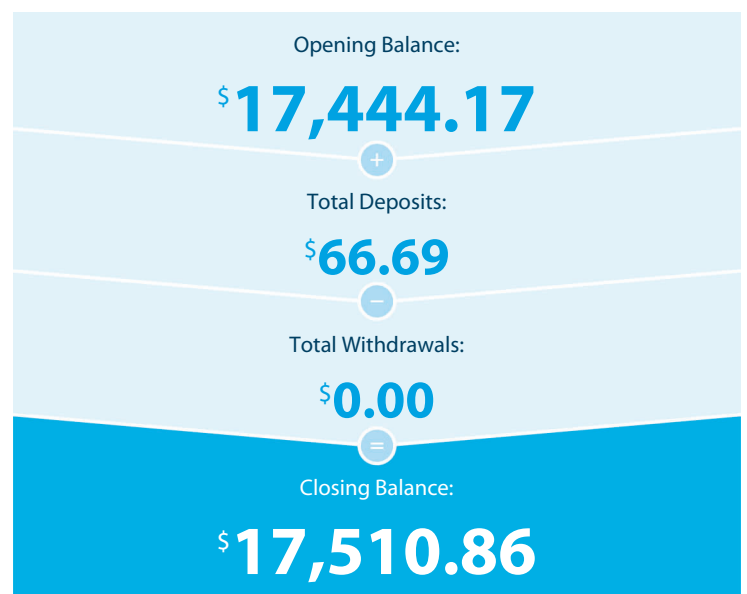 Opening Balance:
$17,444.17
+
Total Deposits:
$66.69
−
Total Withdrawals:
$0.00
=
Closing Balance:
$17,510.86